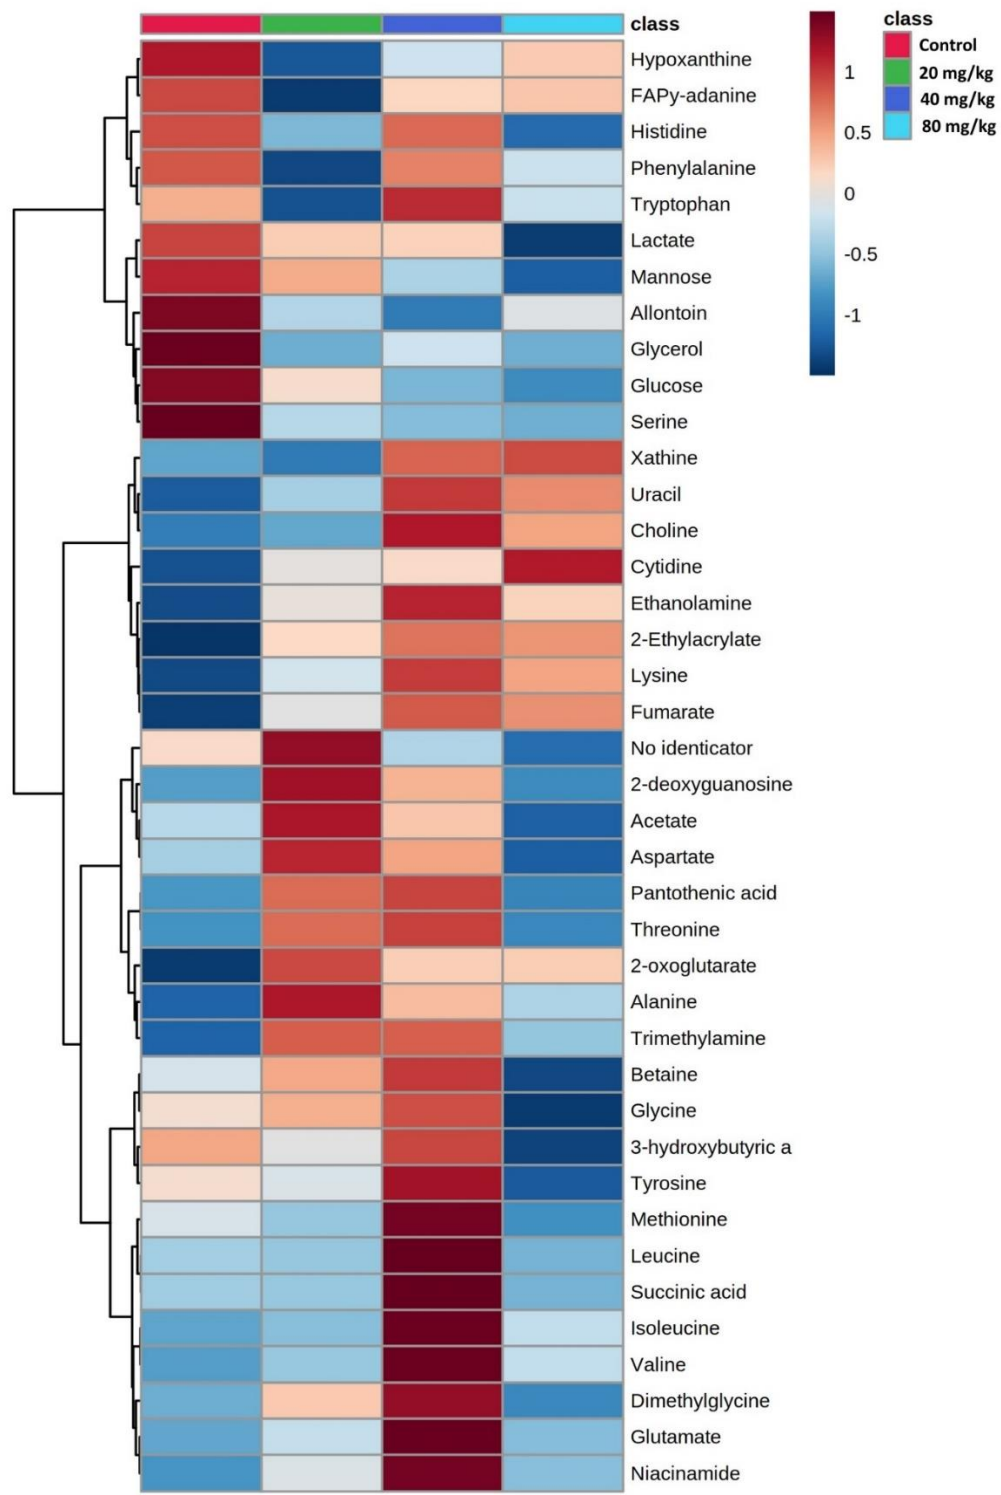 class
Hypoxanthine
FAPy-adanine
Histidine
Phenylalanine
Tryptophan
Lactate
Mannose
Allontoin
Glycerol
Glucose
Serine
Xathine
Uracil
Choline
Cytidine
Ethanolamine
2-Ethylacrylate
Lysine
Fumarate
No identicator
2-deoxyguanosine
Acetate
Aspartate
Pantothenic acid
Threonine
2-oxoglutarate
Alanine
Trimethylamine
Betaine
Glycine
3-hydroxybutyric a
Tyrosine
Methionine
Leucine
Succinic acid
Isoleucine
Valine
Dimethylglycine
Glutamate
Niacinamide
1
0.5
0
-0.5
-1
class
Control
20 mg/kg
40 mg/kg
80 mg/kg